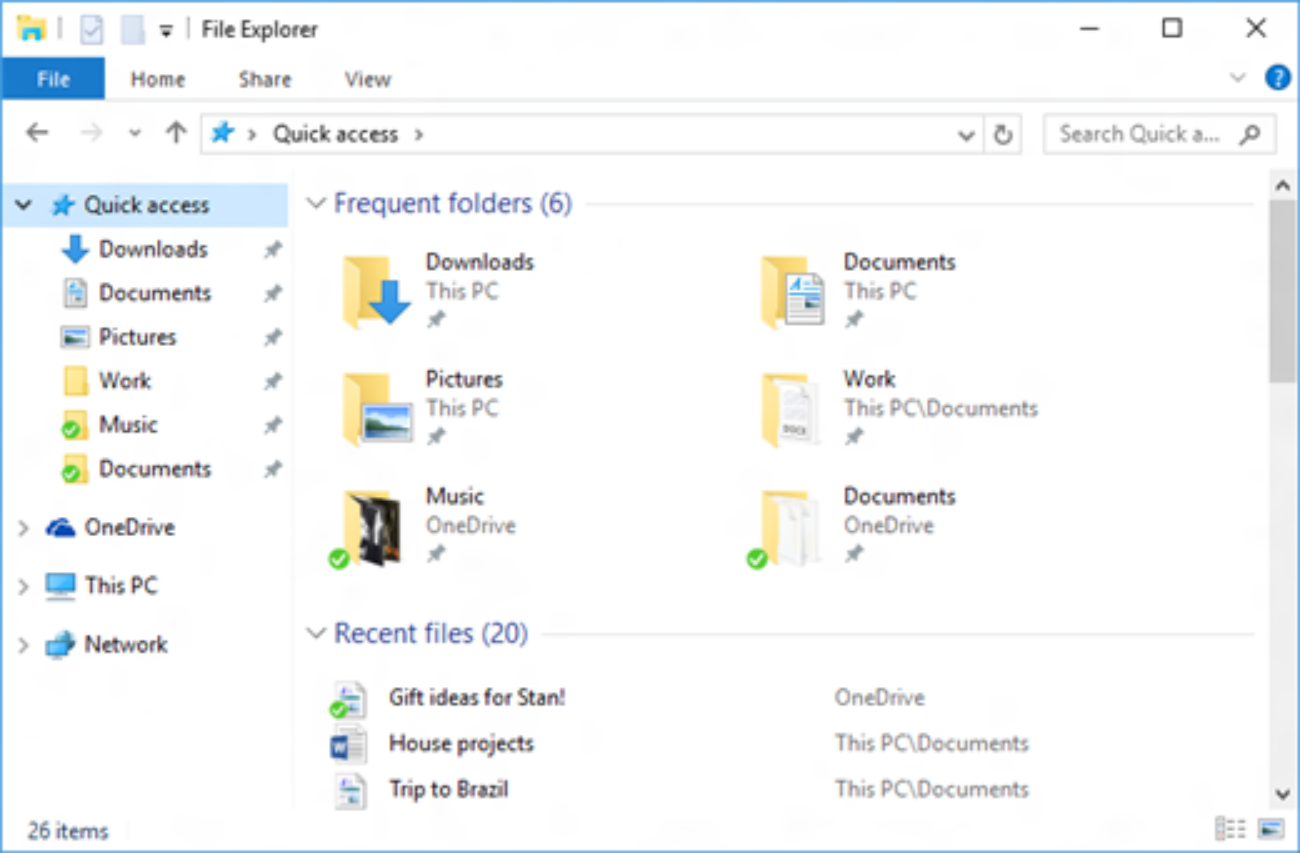 File Explorer
File Home Share View
Quick access
Search Quick a...
Quick access
Downloads
Documents
Pictures
Work
Music
Documents
OneDrive
This PC
Network
Frequent folders (6)
Downloads
This PC
Documents
This PC
Pictures
This PC
Work
This PC\Documents
DOCX
Music
OneDrive
Documents
OneDrive
Recent files (20)
Gift ideas for Stan! OneDrive
House projects This PC\Documents
Trip to Brazil This PC\Documents
26 items